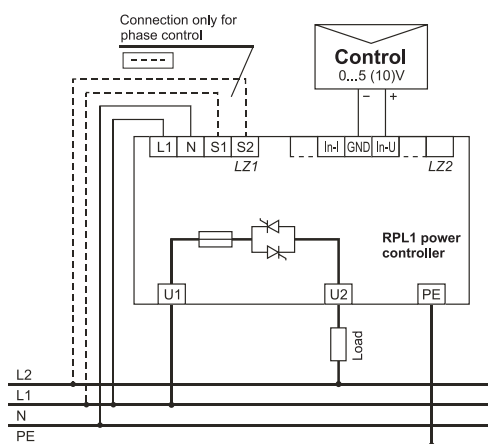 Connection only for
phase control
Control
0...5 (10)V
– +
L1 N S1 S2
In-I GND In-U
LZ1
LZ2
RPL1 power
controller
U1
U2
PE
Load
L2
L1
N
PE